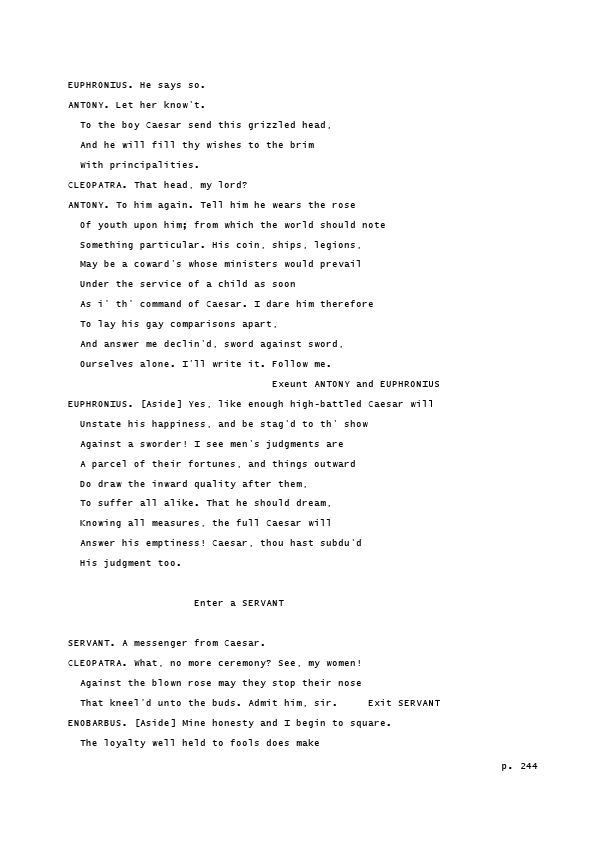 EUPHRONIUS. He says so.
ANTONY. Let her know't.
To the boy Caesar send this grizzled head,
And he will fill thy wishes to the brim
With principalities.
CLEOPATRA. That head, my lord?
ANTONY. To him again. Tell him he wears the rose
Of youth upon him; from which the world should note
Something particular. His coin, ships, legions,
May be a coward's whose ministers would prevail
Under the service of a child as soon
As i' th' command of Caesar. I dare him therefore
To lay his gay comparisons apart,
And answer me declin'd, sword against sword,
Ourselves alone. I'll write it. Follow me.
Exeunt ANTONY and EUPHRONIUS
EUPHRONIUS. [Aside] Yes, like enough high-battled Caesar will
Unstate his happiness, and be stag'd to th' show
Against a sworder! I see men's judgments are
A parcel of their fortunes, and things outward
Do draw the inward quality after them,
To suffer all alike. That he should dream,
Knowing all measures, the full Caesar will
Answer his emptiness! Caesar, thou hast subdu'd
His judgment too.
Enter a SERVANT
SERVANT. A messenger from Caesar.
CLEOPATRA. What, no more ceremony? See, my women!
Against the blown rose may they stop their nose
That kneel'd unto the buds. Admit him, sir. Exit SERVANT
ENOBARBUS. [Aside] Mine honesty and I begin to square.
The loyalty well held to fools does make
p. 244